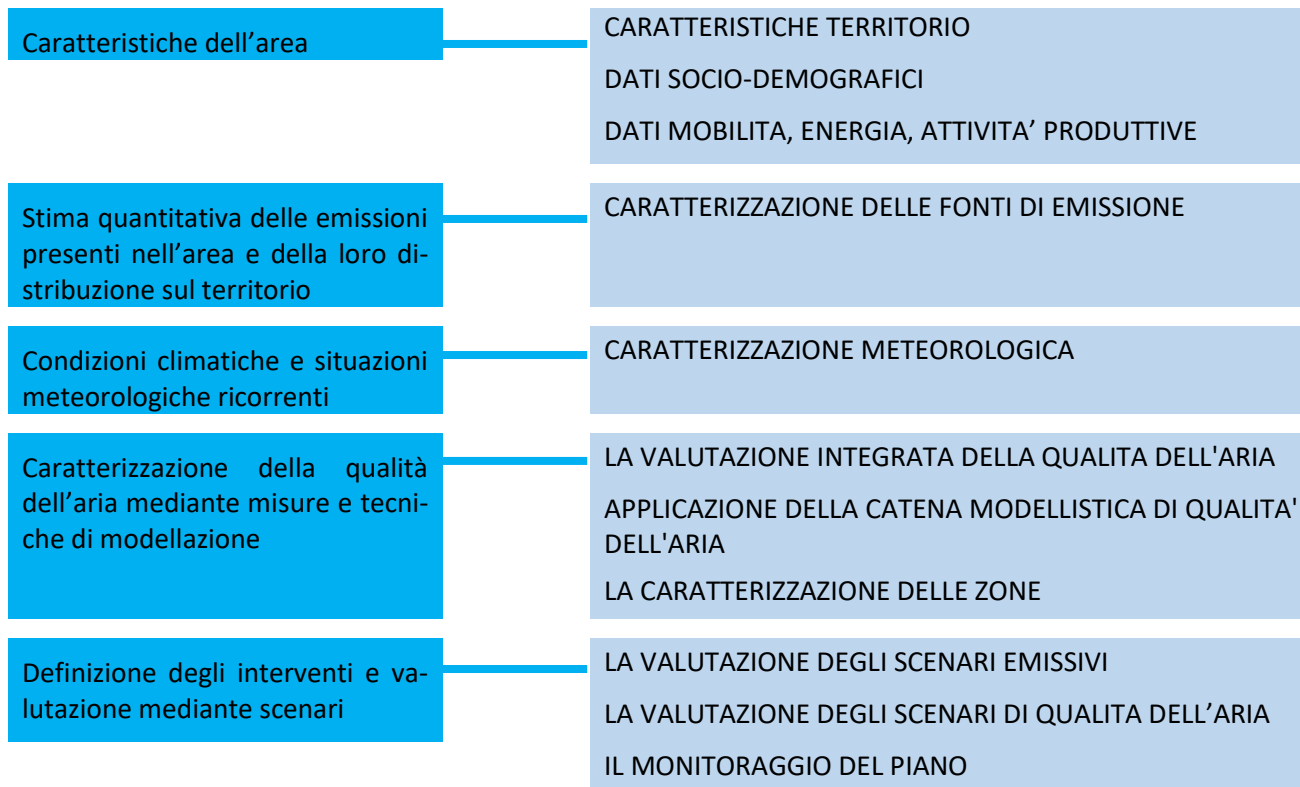 Caratteristiche dell’area
CARATTERISTICHE TERRITORIO
DATI SOCIO-DEMOGRAFICI
DATI MOBILITA, ENERGIA, ATTIVITA’ PRODUTTIVE
Stima quantitativa delle emissioni
presenti nell’area e della loro di-
stribuzione sul territorio
CARATTERIZZAZIONE DELLE FONTI DI EMISSIONE
Condizioni climatiche e situazioni
meteorologiche ricorrenti
CARATTERIZZAZIONE METEOROLOGICA
Caratterizzazione della qualità
dell’aria mediante misure e tecni-
che di modellazione
LA VALUTAZIONE INTEGRATA DELLA QUALITA DELL'ARIA
APPLICAZIONE DELLA CATENA MODELLISTICA DI QUALITA'
DELL'ARIA
LA CARATTERIZZAZIONE DELLE ZONE
Definizione degli interventi e va-
lutazione mediante scenari
LA VALUTAZIONE DEGLI SCENARI EMISSIVI
LA VALUTAZIONE DEGLI SCENARI DI QUALITA DELL’ARIA
IL MONITORAGGIO DEL PIANO